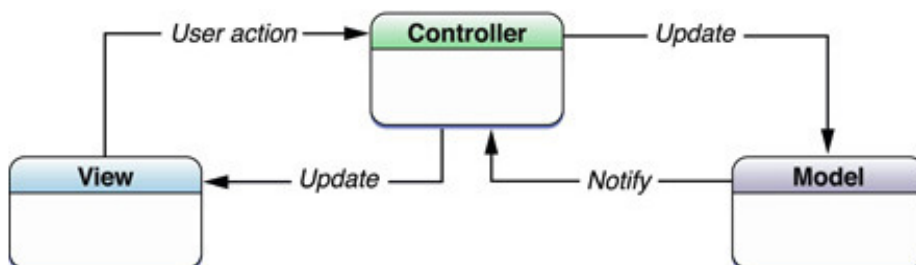 User action
Controller
Update
View
Update
Notify
Model